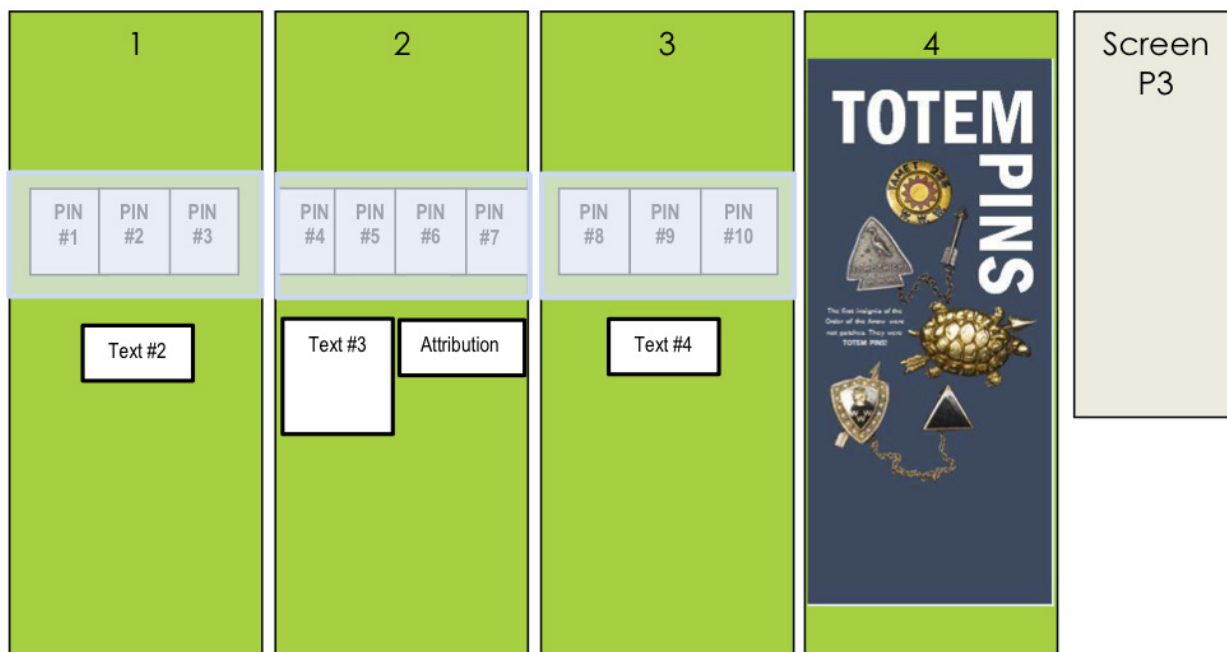 1
2
3
4
Screen
P3
PIN
#1
PIN
#2
PIN
#3
PIN
#4
PIN
#5
PIN
#6
PIN
#7
PIN
#8
PIN
#9
PIN
#10
Text #2
Text #3
Attribution
Text #4
TOTEM
PINS
The first insignia of the
Order of the Arrow were
not patches. They were
TOTEM PINS!